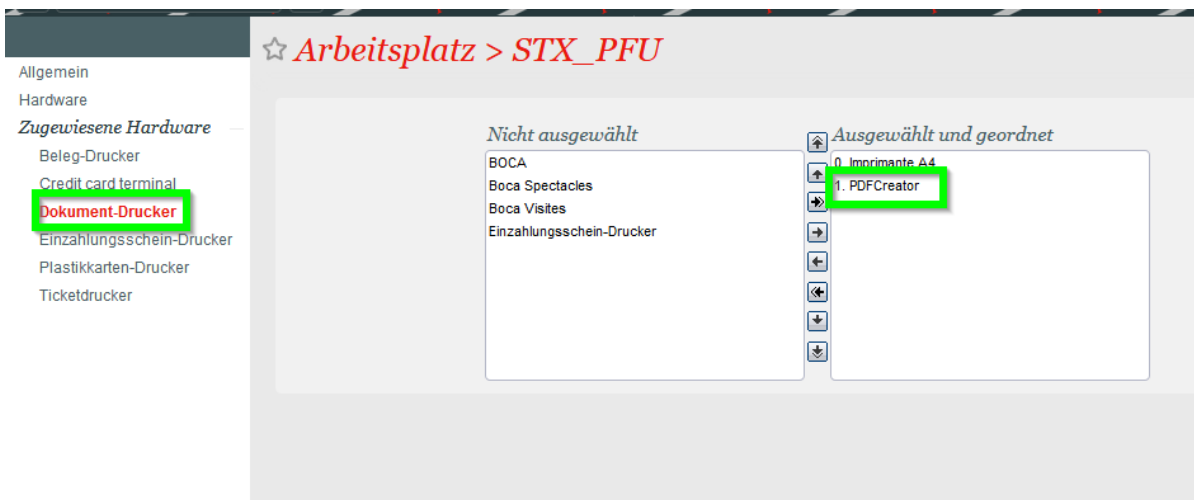 Arbeitsplatz > STX_PFU
Allgemein
Hardware
Zugewiesene Hardware
Beleg-Drucker
Credit card terminal
Dokument-Drucker
Einzahlungsschein-Drucker
Plastikkarten-Drucker
Ticketdrucker
Nicht ausgewählt
BOCA
Boca Spectacles
Boca Visites
Einzahlungsschein-Drucker
Ausgewählt und geordnet
0. Imprimante A4
1. PDFCreator